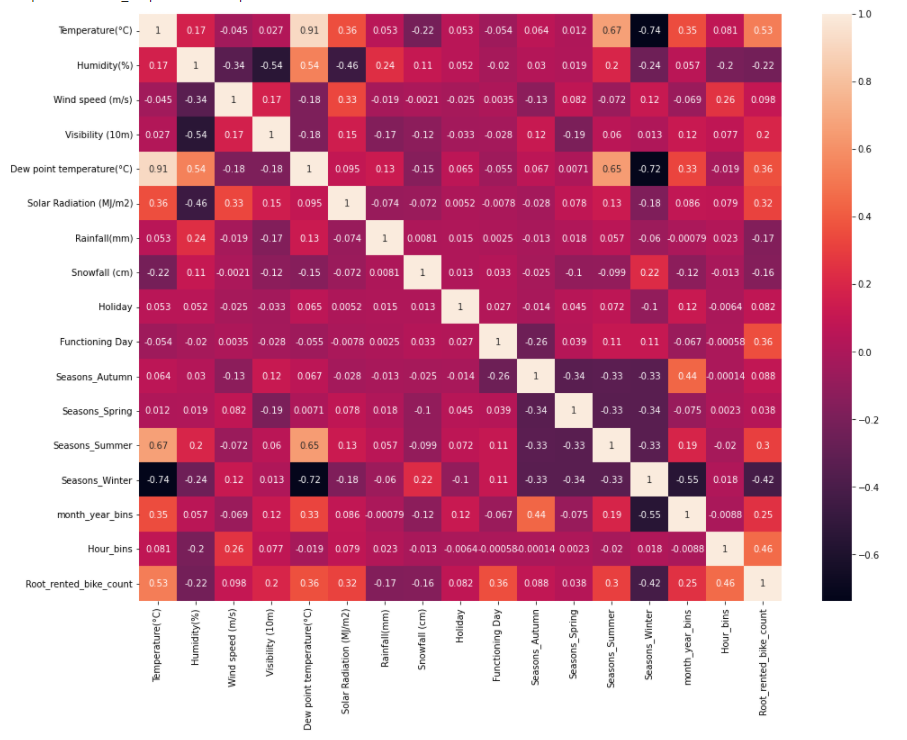 Temperature(°C) 1 0.17 -0.045 0.027 0.91 0.36 0.053 -0.22 0.053 -0.054 0.064 0.012 0.67 -0.74 0.35 0.081 0.53
Humidity(%) 0.17 1 -0.34 -0.54 0.54 -0.46 0.24 0.11 0.052 -0.02 0.03 0.019 0.2 -0.24 0.057 -0.2 -0.22
Wind speed (m/s) -0.045 -0.34 1 0.17 -0.18 0.33 -0.019 -0.0021 -0.025 0.0035 -0.13 0.082 -0.072 0.12 -0.069 0.26 0.098
Visibility (10m) 0.027 -0.54 0.17 1 -0.18 0.15 -0.17 -0.12 -0.033 -0.028 0.12 -0.19 0.06 0.013 0.12 0.077 0.2
Dew point temperature(°C) 0.91 0.54 -0.18 -0.18 1 0.095 0.13 -0.15 0.065 -0.055 0.067 0.0071 0.65 -0.72 0.33 -0.019 0.36
Solar Radiation (MJ/m2) 0.36 -0.46 0.33 0.15 0.095 1 -0.074 -0.072 0.0052 -0.0078 -0.028 0.078 0.13 -0.18 0.086 0.079 0.32
Rainfall(mm) 0.053 0.24 -0.019 -0.17 0.13 -0.074 1 0.0081 0.015 0.0025 -0.013 0.018 0.057 -0.06 -0.00079 0.023 -0.17
Snowfall (cm) -0.22 0.11 -0.0021 -0.12 -0.15 -0.072 0.0081 1 0.013 0.033 -0.025 -0.1 -0.099 0.22 -0.12 -0.013 -0.16
Holiday 0.053 0.052 -0.025 -0.033 0.065 0.0052 0.015 0.013 1 0.027 -0.014 0.045 0.072 -0.1 0.12 -0.0064 0.082
Functioning Day -0.054 -0.02 0.0035 -0.028 -0.055 -0.0078 0.0025 0.033 0.027 1 -0.26 0.039 0.11 0.11 -0.067 -0.00058 0.36
Seasons_Autumn 0.064 0.03 -0.13 0.12 0.067 -0.028 -0.013 -0.025 -0.014 -0.26 1 -0.34 -0.33 -0.33 0.44 -0.00014 0.088
Seasons_Spring 0.012 0.019 0.082 -0.19 0.0071 0.078 0.018 -0.1 0.045 0.039 -0.34 1 -0.33 -0.34 -0.075 0.0023 0.038
Seasons_Summer 0.67 0.2 -0.072 0.06 0.65 0.13 0.057 -0.099 0.072 0.11 -0.33 -0.33 1 -0.33 0.19 -0.02 0.3
Seasons_Winter -0.74 -0.24 0.12 0.013 -0.72 -0.18 -0.06 0.22 -0.1 0.11 -0.33 -0.34 -0.33 1 -0.55 0.018 -0.42
month_year_bins 0.35 0.057 -0.069 0.12 0.33 0.086 -0.00079 -0.12 0.12 -0.067 0.44 -0.075 0.19 -0.55 1 -0.0088 0.25
Hour_bins 0.081 -0.2 0.26 0.077 -0.019 0.079 0.023 -0.013 -0.0064 -0.00058 -0.00014 0.0023 -0.02 0.018 -0.0088 1 0.46
Root_rented_bike_count 0.53 -0.22 0.098 0.2 0.36 0.32 -0.17 -0.16 0.082 0.36 0.088 0.038 0.3 -0.42 0.25 0.46 1
Temperature(°C)
Humidity(%)
Wind speed (m/s)
Visibility (10m)
Dew point temperature(°C)
Solar Radiation (MJ/m2)
Rainfall(mm)
Snowfall (cm)
Holiday
Functioning Day
Seasons_Autumn
Seasons_Spring
Seasons_Summer
Seasons_Winter
month_year_bins
Hour_bins
Root_rented_bike_count
1.0
0.8
0.6
0.4
0.2
0.0
−0.2
−0.4
−0.6